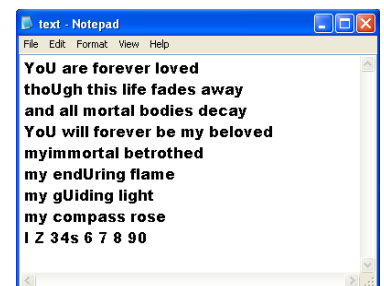 text - Notepad
File Edit Format View Help
YoU are forever loved
thoUgh this life fades away
and all mortal bodies decay
YoU will forever be my beloved
myimmortal betrothed
my endUring flame
my gUiding light
my compass rose
I Z 34s 6 7 8 90